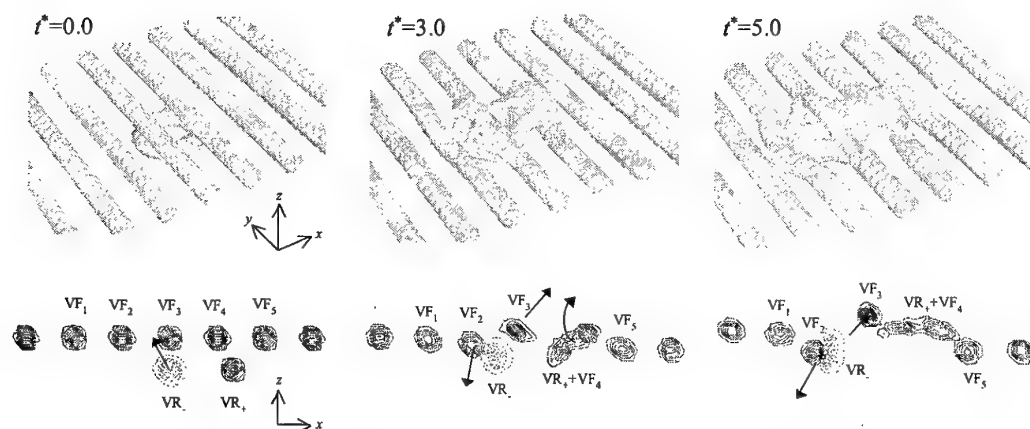 t*=0.0
t*=3.0
t*=5.0
z
y
x
VF₁ VF₂ VF₃ VF₄ VF₅
VR₋ VR₊
z
x
VF₁ VF₂ VF₃ VF₅
VR₋ VR₊+VF₄
VF₁ VF₂ VF₃ VR₊+VF₄
VR₋ VF₅